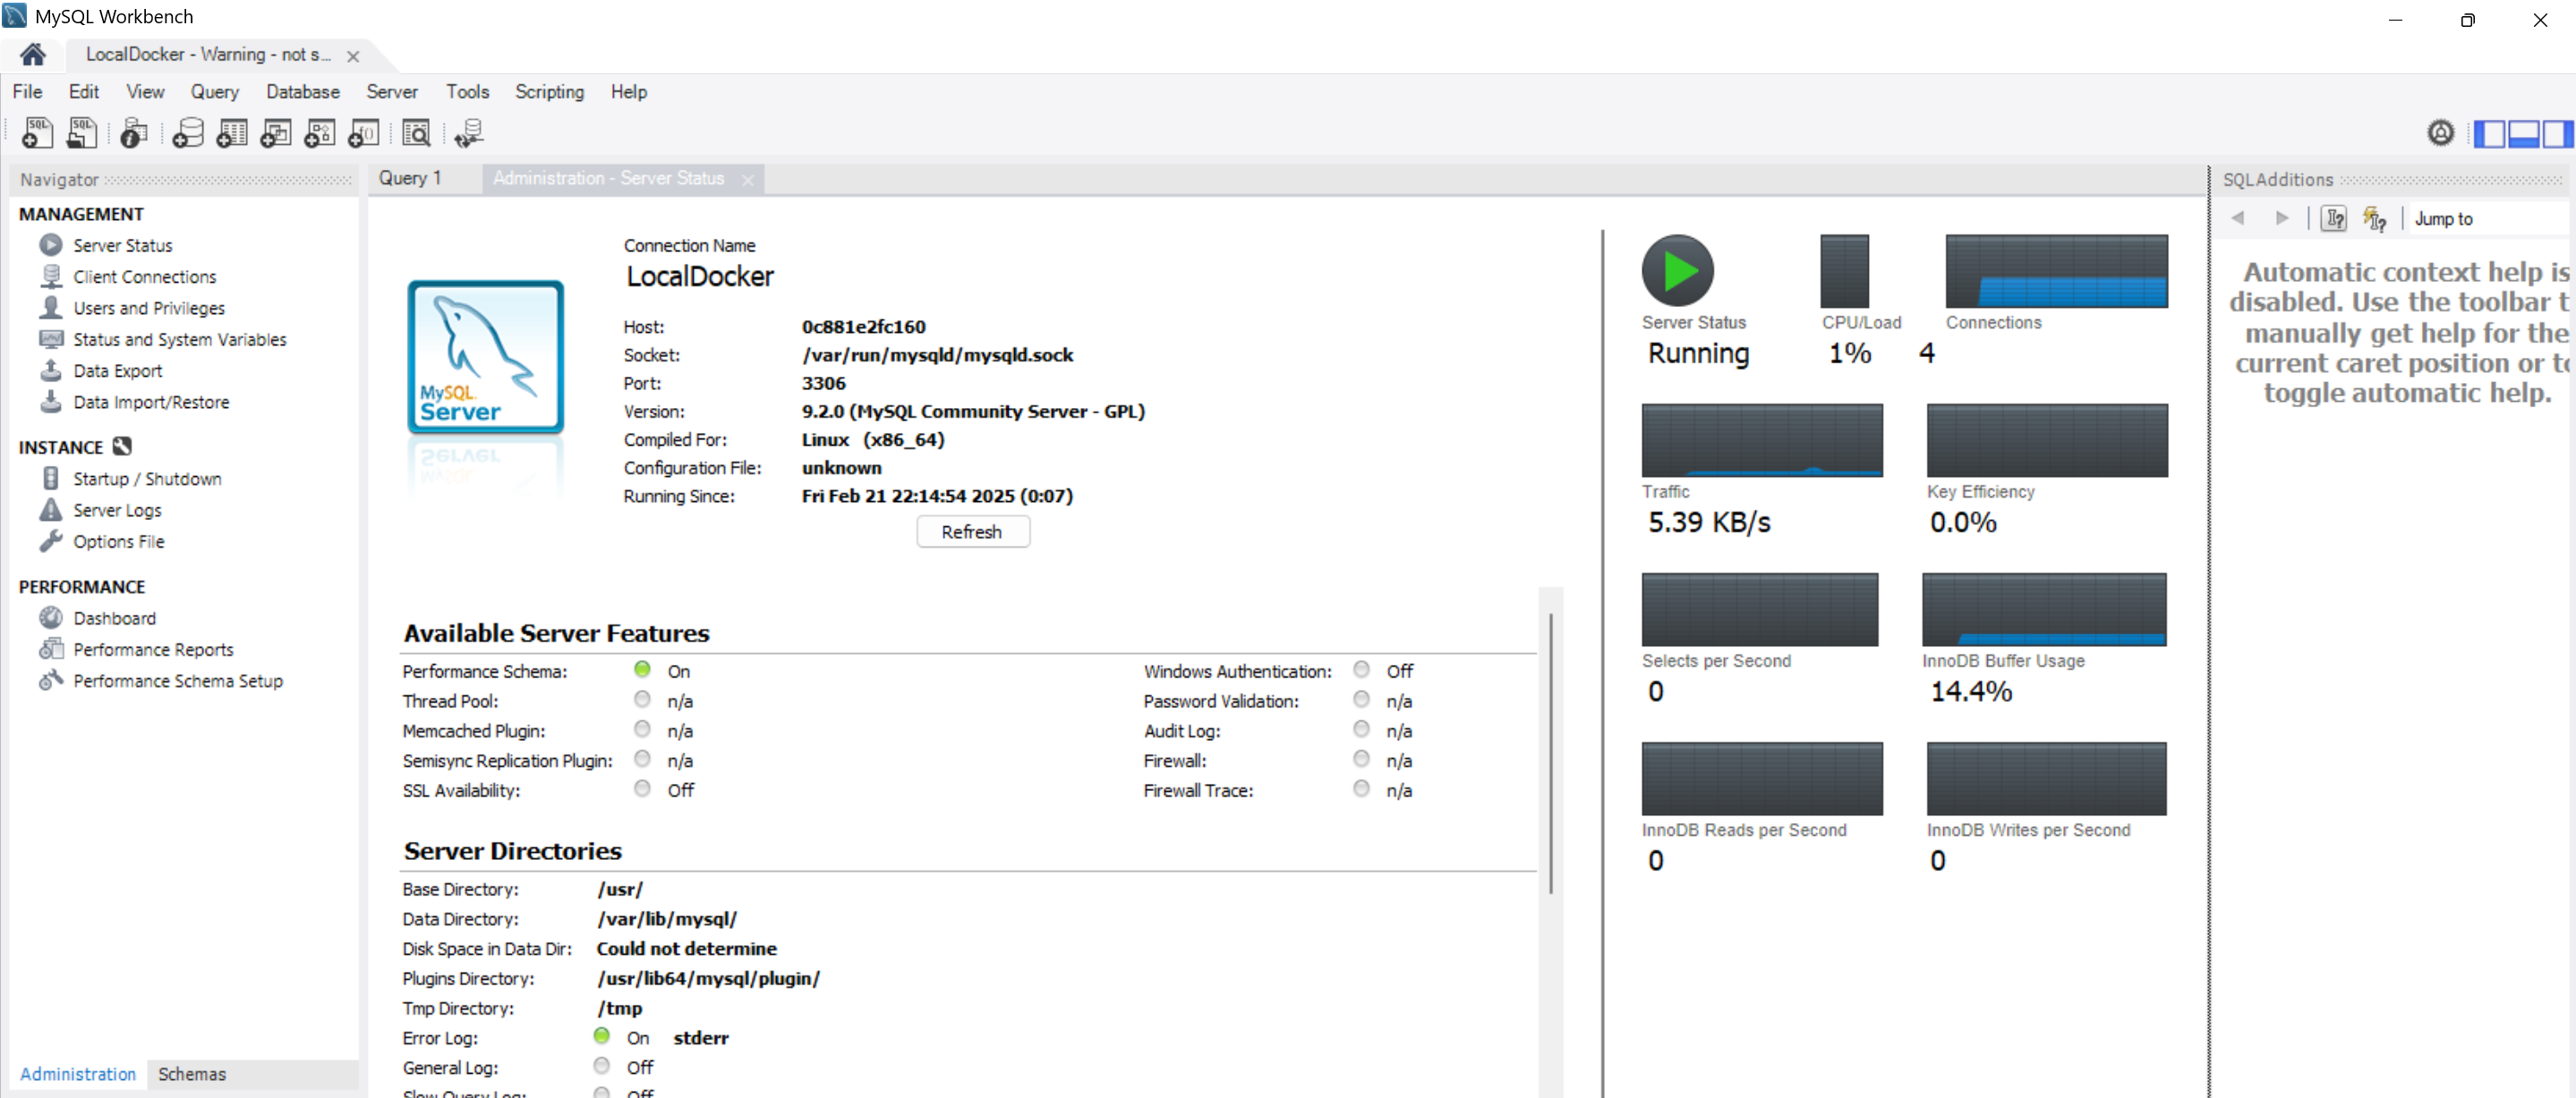 MySQL Workbench
LocalDocker - Warning - not s...
File Edit View Query Database Server Tools Scripting Help
Navigator
MANAGEMENT
Server Status
Client Connections
Users and Privileges
Status and System Variables
Data Export
Data Import/Restore
INSTANCE
Startup / Shutdown
Server Logs
Options File
PERFORMANCE
Dashboard
Performance Reports
Performance Schema Setup
Administration Schemas
Query 1 Administration - Server Status
MySQL
Server
Connection Name
LocalDocker
Host: 0c881e2fc160
Socket: /var/run/mysqld/mysqld.sock
Port: 3306
Version: 9.2.0 (MySQL Community Server - GPL)
Compiled For: Linux (x86_64)
Configuration File: unknown
Running Since: Fri Feb 21 22:14:54 2025 (0:07)
Refresh
Available Server Features
Performance Schema: On Windows Authentication: Off
Thread Pool: n/a Password Validation: n/a
Memcached Plugin: n/a Audit Log: n/a
Semisync Replication Plugin: n/a Firewall: n/a
SSL Availability: Off Firewall Trace: n/a
Server Directories
Base Directory: /usr/
Data Directory: /var/lib/mysql/
Disk Space in Data Dir: Could not determine
Plugins Directory: /usr/lib64/mysql/plugin/
Tmp Directory: /tmp
Error Log: On stderr
General Log: Off
Slow Query Log: Off
Server Status CPU/Load Connections
Running 1% 4
Traffic Key Efficiency
5.39 KB/s 0.0%
Selects per Second InnoDB Buffer Usage
0 14.4%
InnoDB Reads per Second InnoDB Writes per Second
0 0
SQLAdditions
Jump to
Automatic context help is
disabled. Use the toolbar t
manually get help for the
current caret position or to
toggle automatic help.